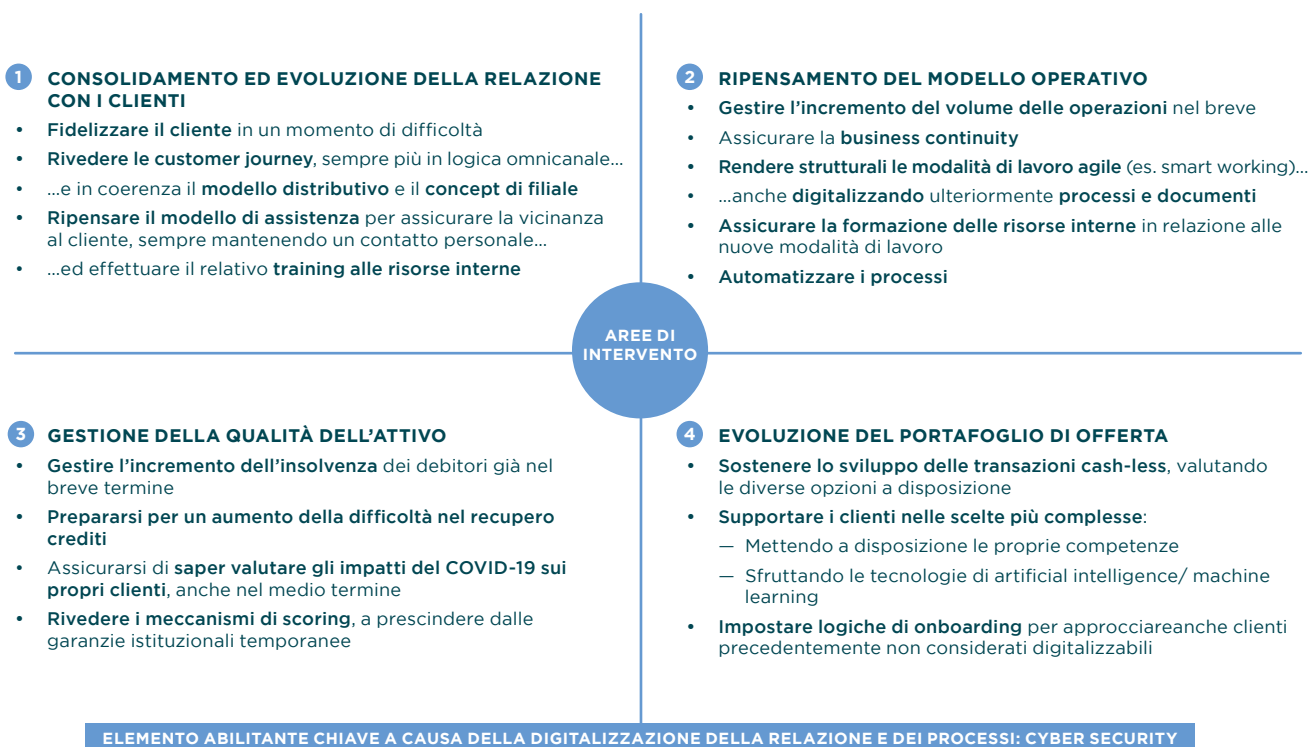 1
CONSOLIDAMENTO ED EVOLUZIONE DELLA RELAZIONE
CON I CLIENTI
• Fidelizzare il cliente in un momento di difficoltà
• Rivedere le customer journey, sempre più in logica omnicanale...
• ...e in coerenza il modello distributivo e il concept di filiale
• Ripensare il modello di assistenza per assicurare la vicinanza
al cliente, sempre mantenendo un contatto personale...
• ...ed effettuare il relativo training alle risorse interne
2
RIPENSAMENTO DEL MODELLO OPERATIVO
• Gestire l'incremento del volume delle operazioni nel breve
• Assicurare la business continuity
• Rendere strutturali le modalità di lavoro agile (es. smart working)...
• ...anche digitalizzando ulteriormente processi e documenti
• Assicurare la formazione delle risorse interne in relazione alle
nuove modalità di lavoro
• Automatizzare i processi
AREE DI
INTERVENTO
3
GESTIONE DELLA QUALITÀ DELL'ATTIVO
• Gestire l'incremento dell'insolvenza dei debitori già nel
breve termine
• Prepararsi per un aumento della difficoltà nel recupero
crediti
• Assicurarsi di saper valutare gli impatti del COVID-19 sui
propri clienti, anche nel medio termine
• Rivedere i meccanismi di scoring, a prescindere dalle
garanzie istituzionali temporanee
4
EVOLUZIONE DEL PORTAFOGLIO DI OFFERTA
• Sostenere lo sviluppo delle transazioni cash-less, valutando
le diverse opzioni a disposizione
• Supportare i clienti nelle scelte più complesse:
— Mettendo a disposizione le proprie competenze
— Sfruttando le tecnologie di artificial intelligence/ machine
learning
• Impostare logiche di onboarding per approcciareanche clienti
precedentemente non considerati digitalizzabili
ELEMENTO ABILITANTE CHIAVE A CAUSA DELLA DIGITALIZZAZIONE DELLA RELAZIONE E DEI PROCESSI: CYBER SECURITY